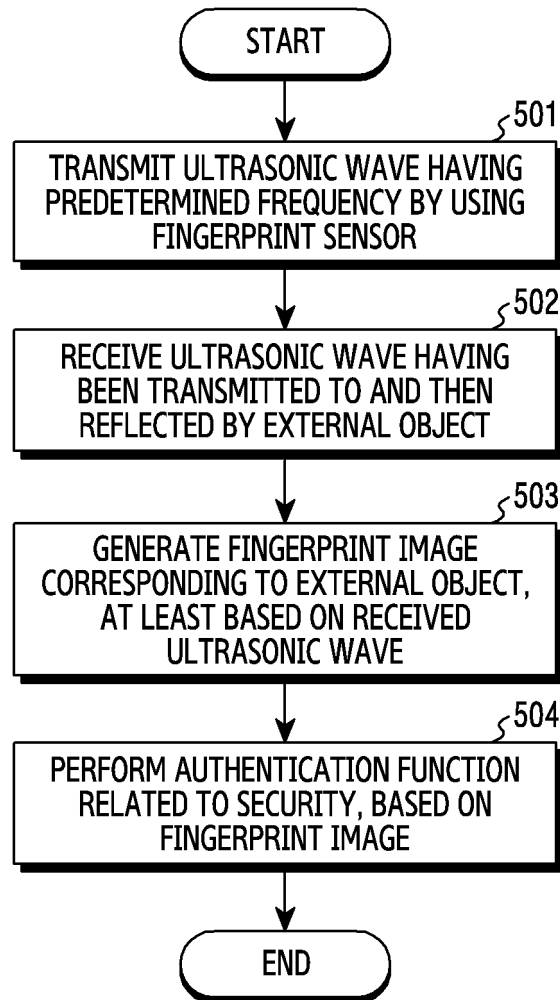 START
501
TRANSMIT ULTRASONIC WAVE HAVING
PREDETERMINED FREQUENCY BY USING
FINGERPRINT SENSOR
502
RECEIVE ULTRASONIC WAVE HAVING
BEEN TRANSMITTED TO AND THEN
REFLECTED BY EXTERNAL OBJECT
503
GENERATE FINGERPRINT IMAGE
CORRESPONDING TO EXTERNAL OBJECT,
AT LEAST BASED ON RECEIVED
ULTRASONIC WAVE
504
PERFORM AUTHENTICATION FUNCTION
RELATED TO SECURITY, BASED ON
FINGERPRINT IMAGE
END